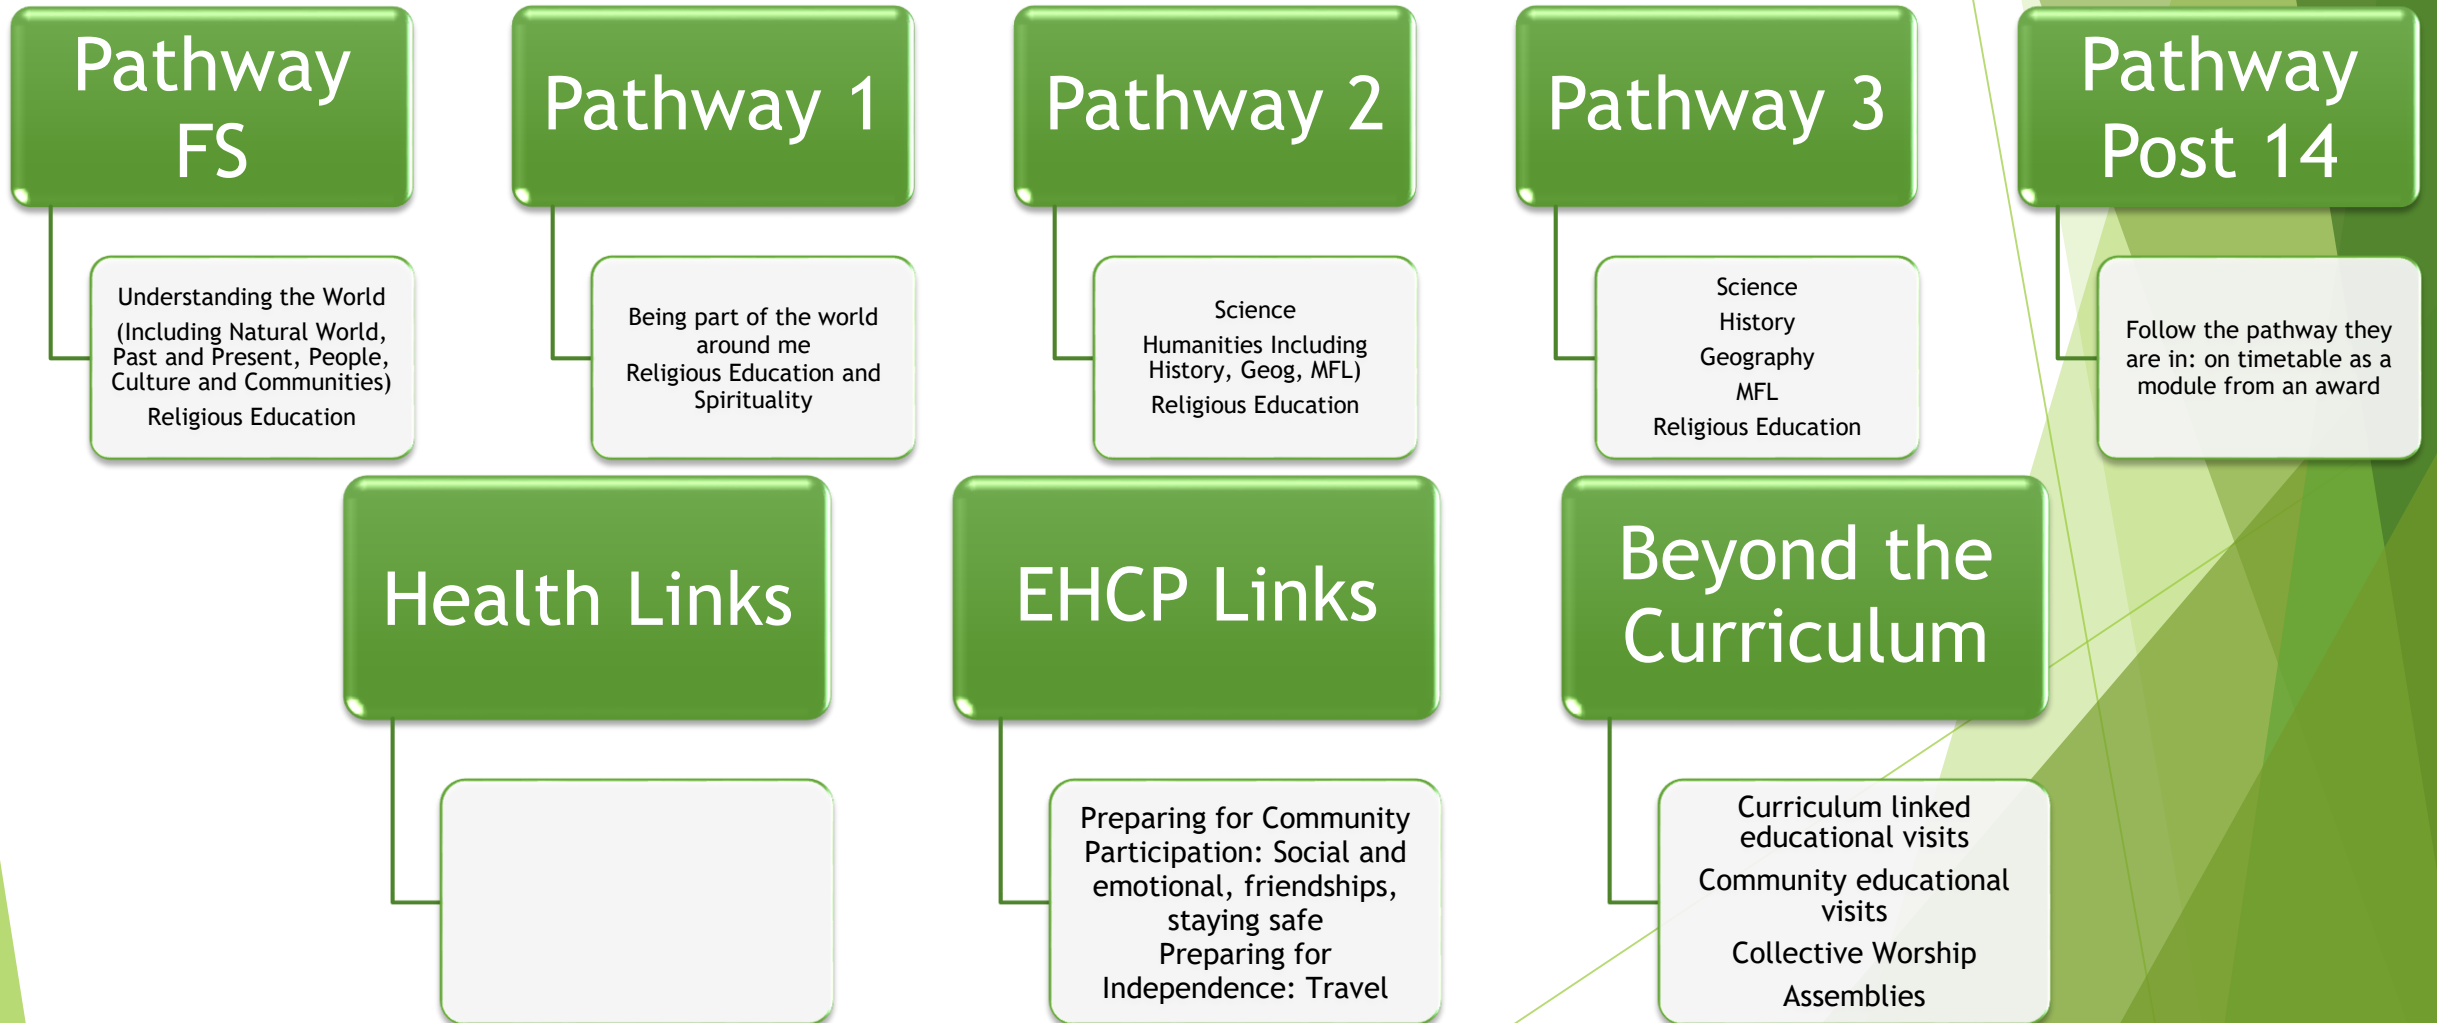 Pathway
FS
Understanding the World
(Including Natural World,
Past and Present, People,
Culture and Communities)
Religious Education
Pathway 1
Being part of the world
around me
Religious Education and
Spirituality
Pathway 2
Science
Humanities Including
History, Geog, MFL)
Religious Education
Pathway 3
Science
History
Geography
MFL
Religious Education
Pathway
Post 14
Follow the pathway they
are in: on timetable as a
module from an award
Health Links
EHCP Links
Preparing for Community
Participation: Social and
emotional, friendships,
staying safe
Preparing for
Independence: Travel
Beyond the
Curriculum
Curriculum linked
educational visits
Community educational
visits
Collective Worship
Assemblies